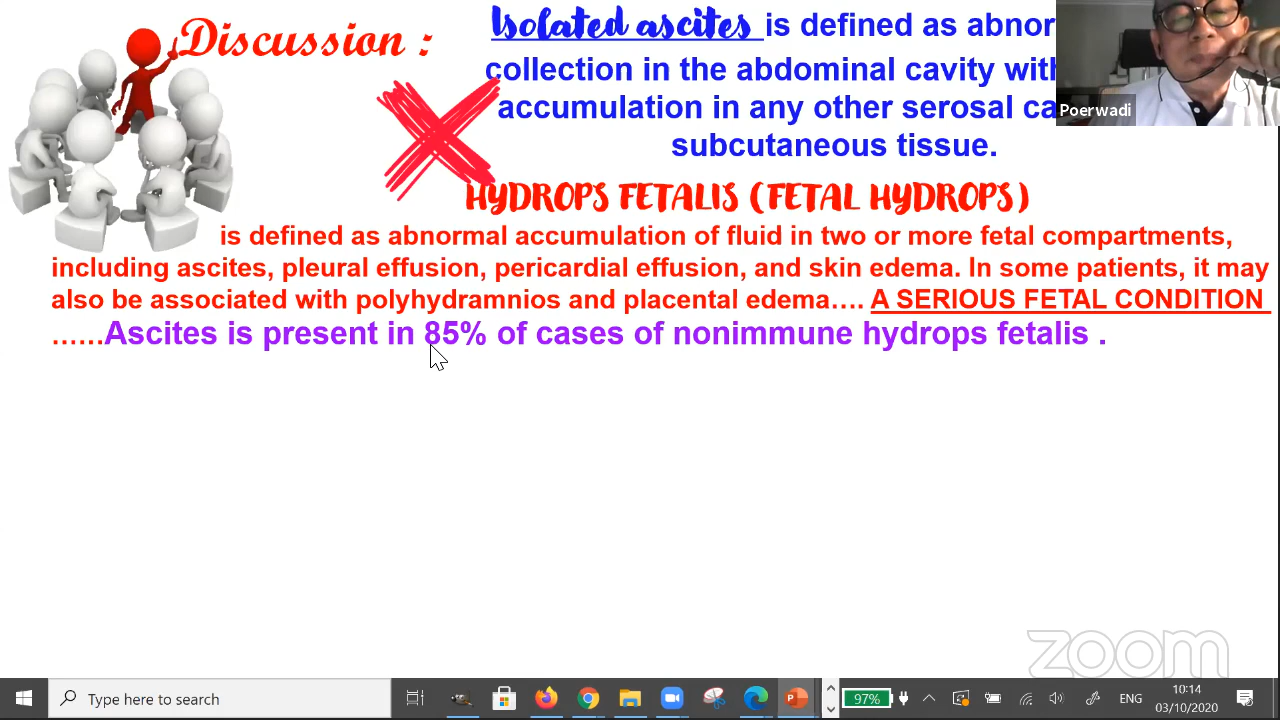 Discussion :
Isolated ascites is defined as abnor
collection in the abdominal cavity with
accumulation in any other serosal ca
subcutaneous tissue.
Poerwadi
HYDROPS FETALIS (FETAL HYDROPS)
is defined as abnormal accumulation of fluid in two or more fetal compartments,
including ascites, pleural effusion, pericardial effusion, and skin edema. In some patients, it may
also be associated with polyhydramnios and placental edema…. A SERIOUS FETAL CONDITION
……Ascites is present in 85% of cases of nonimmune hydrops fetalis .
zoom
Type here to search
97%
ENG
10:14
03/10/2020